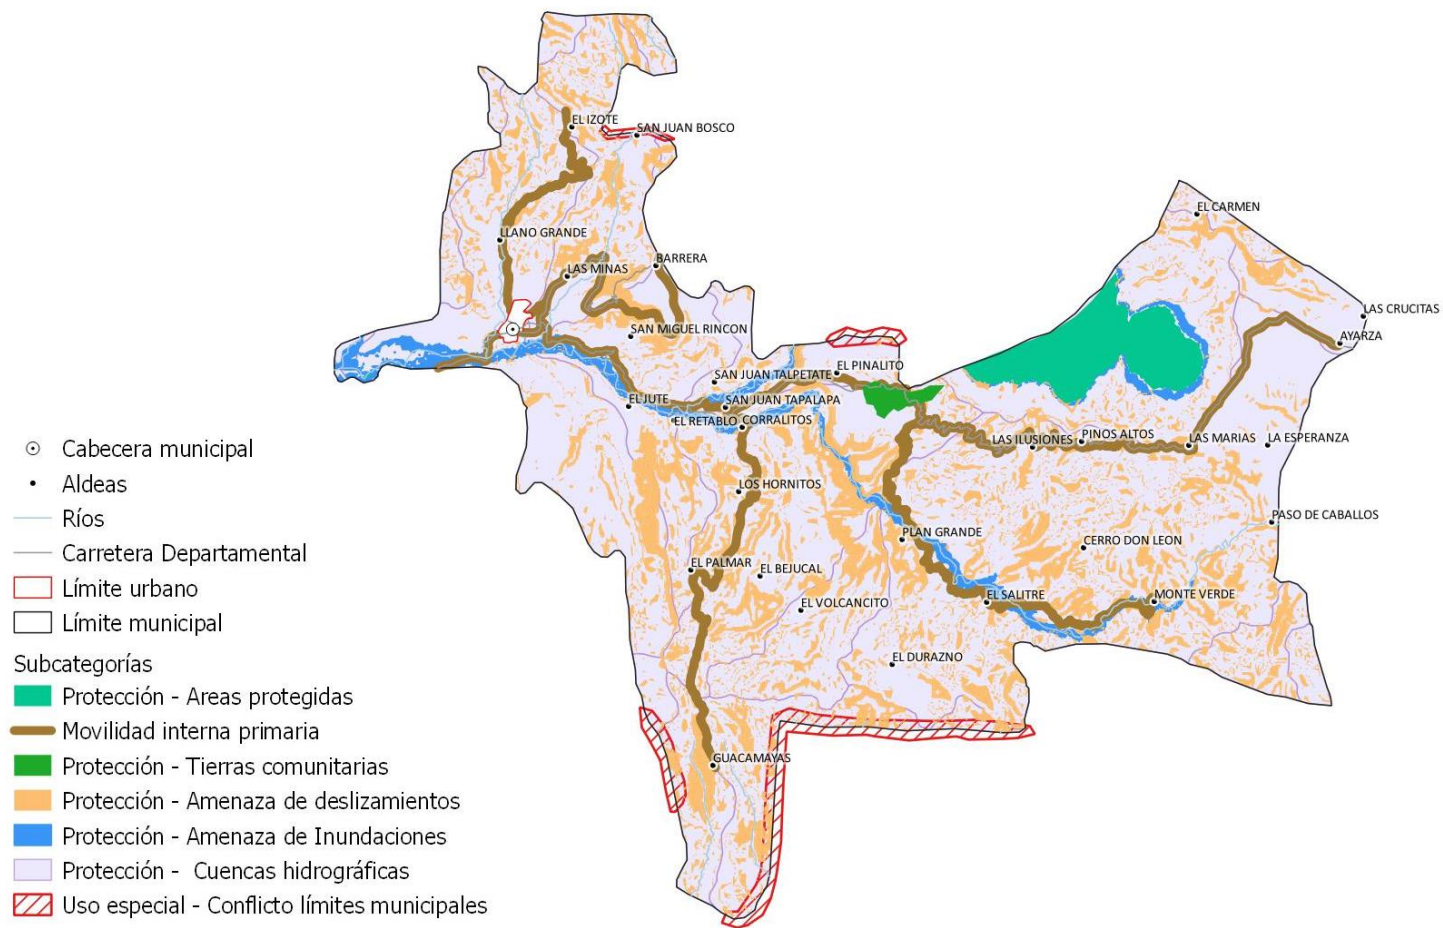 EL IZOTE
SAN JUAN BOSCO
EL CARMEN
LLANO GRANDE
BARRERA
LAS MINAS
LAS CRUCITAS
SAN MIGUEL RINCON
AYARZA
EL PINALITO
SAN JUAN TALPETATE
EL JUTE
SAN JUAN TAPALAPA
EL RETABLO
CORRALITOS
LAS ILUSIONES
PINOS ALTOS
LAS MARIAS
LA ESPERANZA
LOS HORNITOS
PASO DE CABALLOS
PLAN GRANDE
CERRO DON LEON
EL PALMAR
EL BEJUCAL
EL SALITRE
MONTE VERDE
EL VOLCANCITO
EL DURAZNO
GUACAMAYAS
Cabecera municipal
Aldeas
Ríos
Carretera Departamental
Límite urbano
Límite municipal
Subcategorías
Protección - Areas protegidas
Movilidad interna primaria
Protección - Tierras comunitarias
Protección - Amenaza de deslizamientos
Protección - Amenaza de Inundaciones
Protección - Cuencas hidrográficas
Uso especial - Conflicto límites municipales